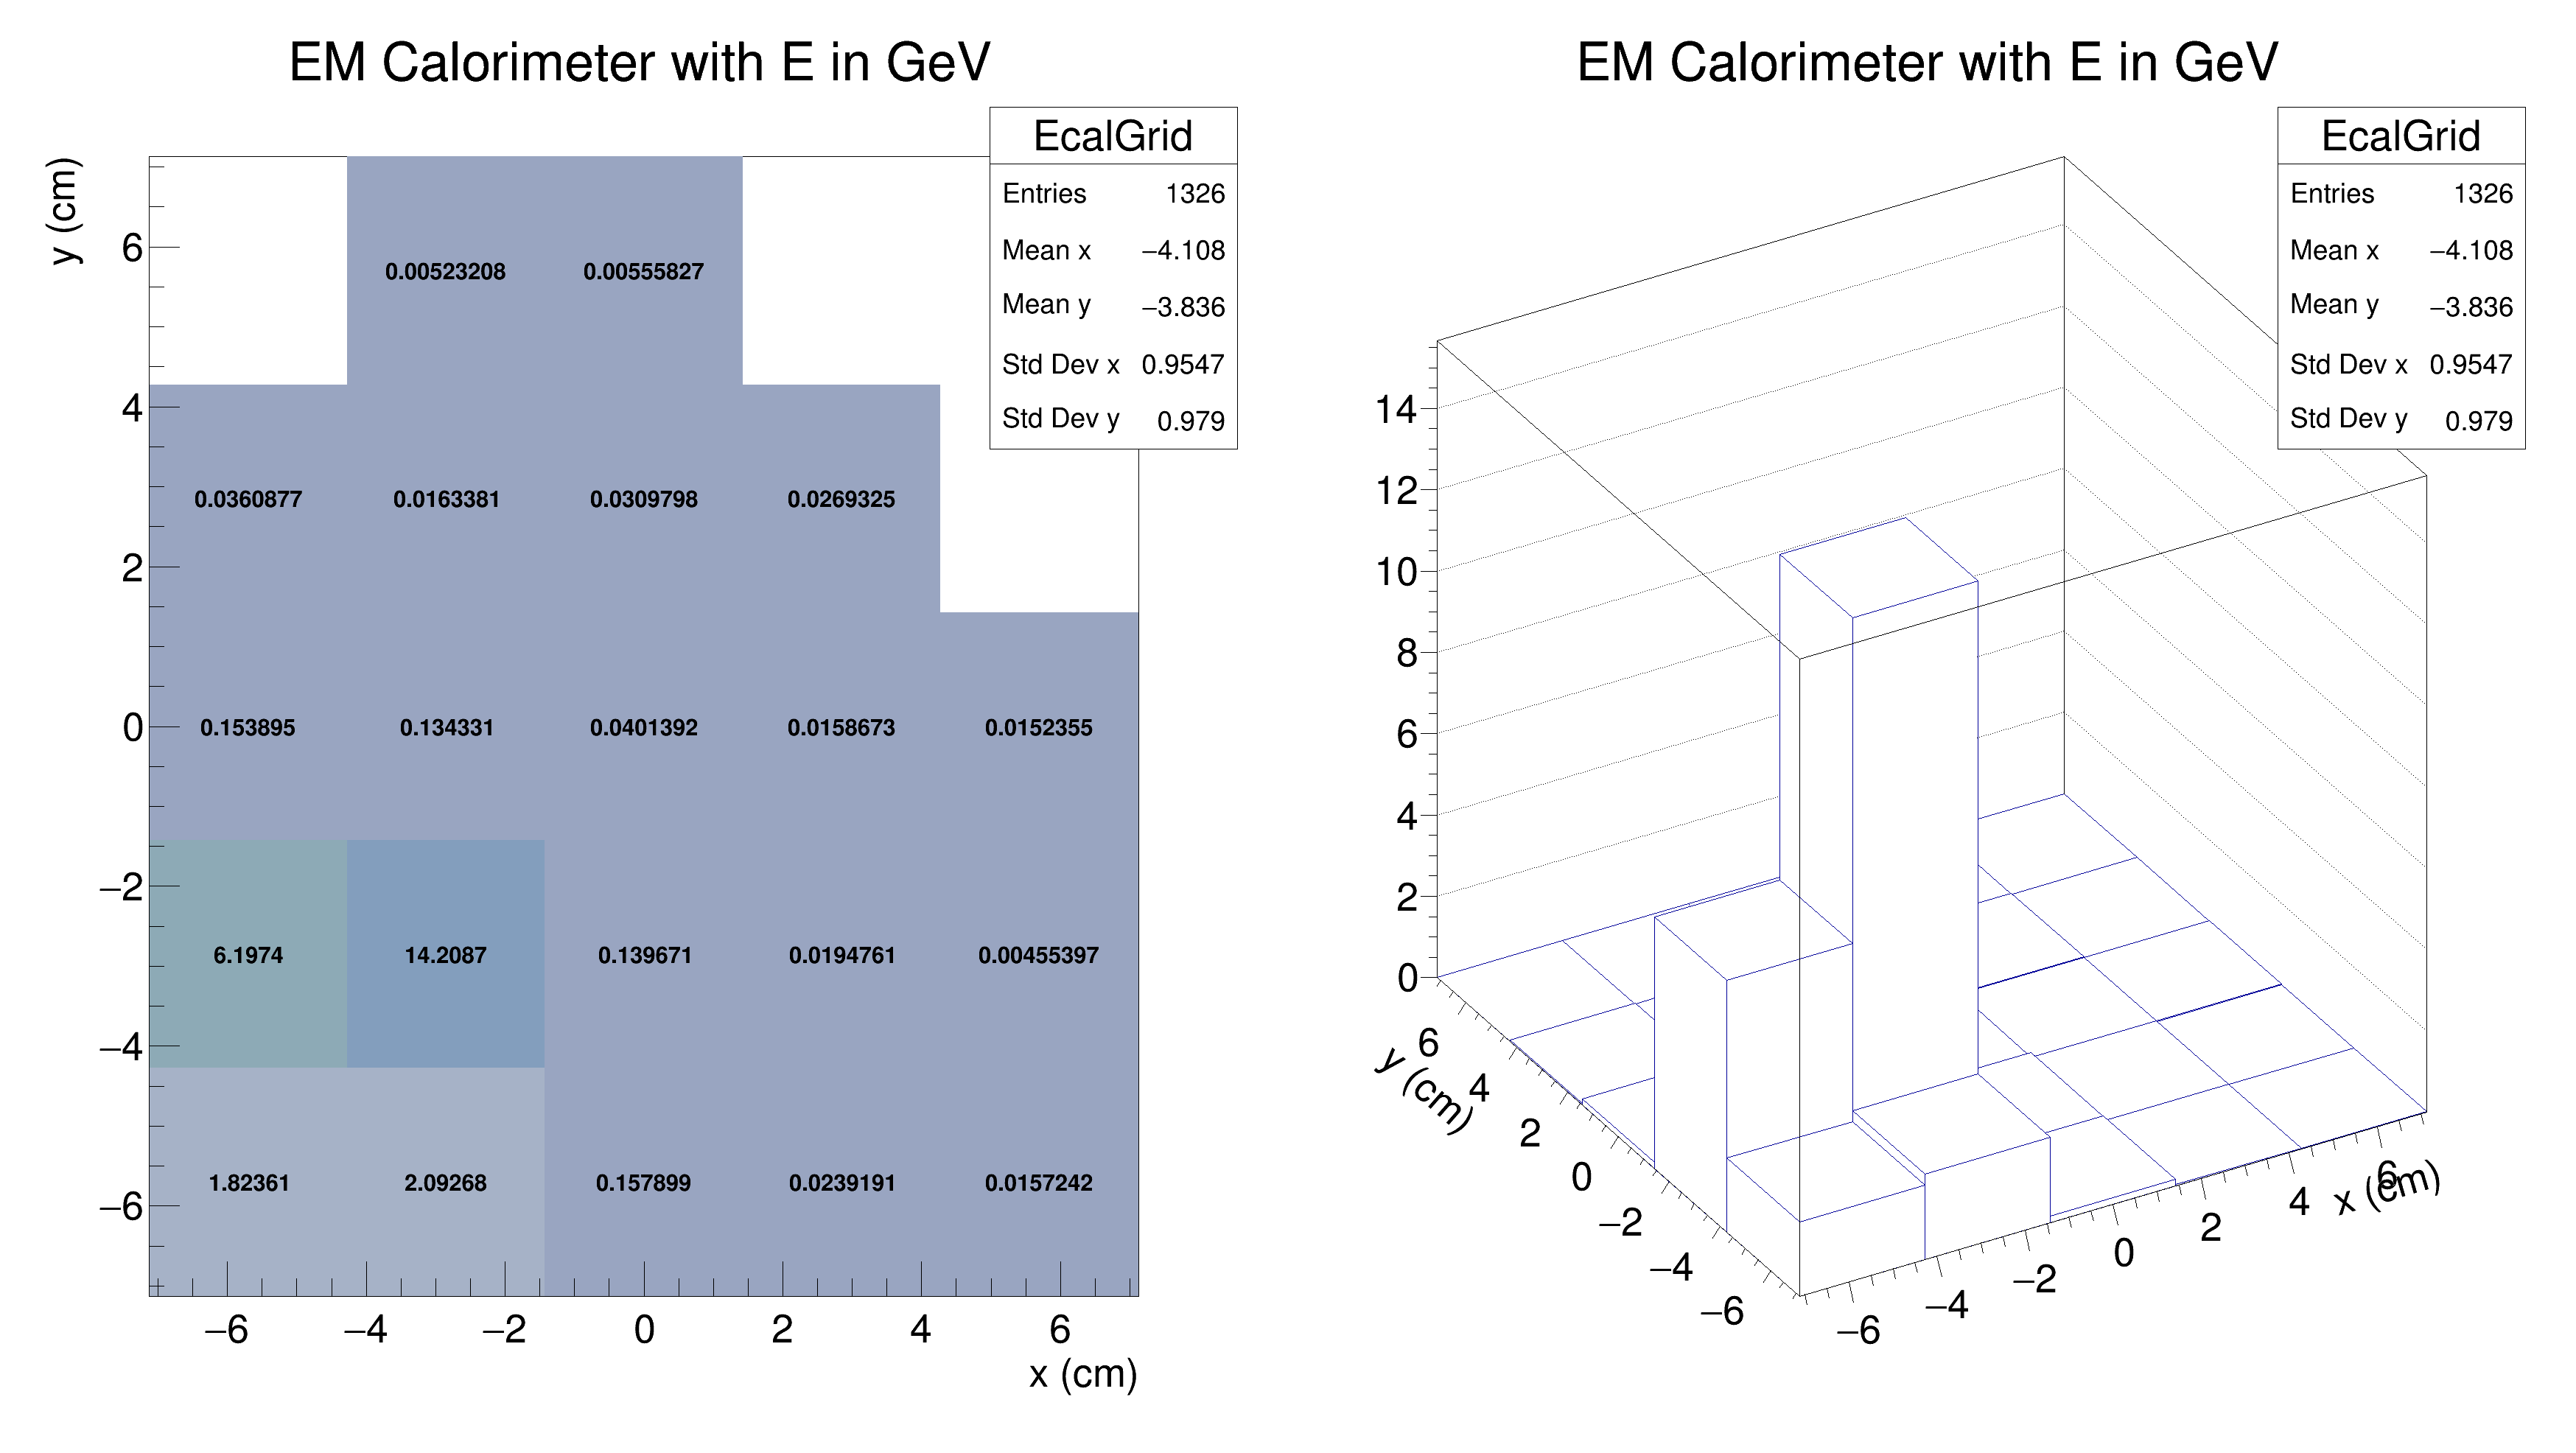 EM Calorimeter with E in GeV
EcalGrid
Entries 1326
Mean x −4.108
Mean y −3.836
Std Dev x 0.9547
Std Dev y 0.979
y (cm)
6
4
2
0
−2
−4
−6
0.00523208 0.00555827
0.0360877 0.0163381 0.0309798 0.0269325
0.153895 0.134331 0.0401392 0.0158673 0.0152355
6.1974 14.2087 0.139671 0.0194761 0.00455397
1.82361 2.09268 0.157899 0.0239191 0.0157242
−6 −4 −2 0 2 4 6
x (cm)
EM Calorimeter with E in GeV
EcalGrid
Entries 1326
Mean x −4.108
Mean y −3.836
Std Dev x 0.9547
Std Dev y 0.979
14
12
10
8
6
4
2
0
y (cm)
6
4
2
0
−2
−4
−6
−6
−4
−2
0
2
4
6
x (cm)